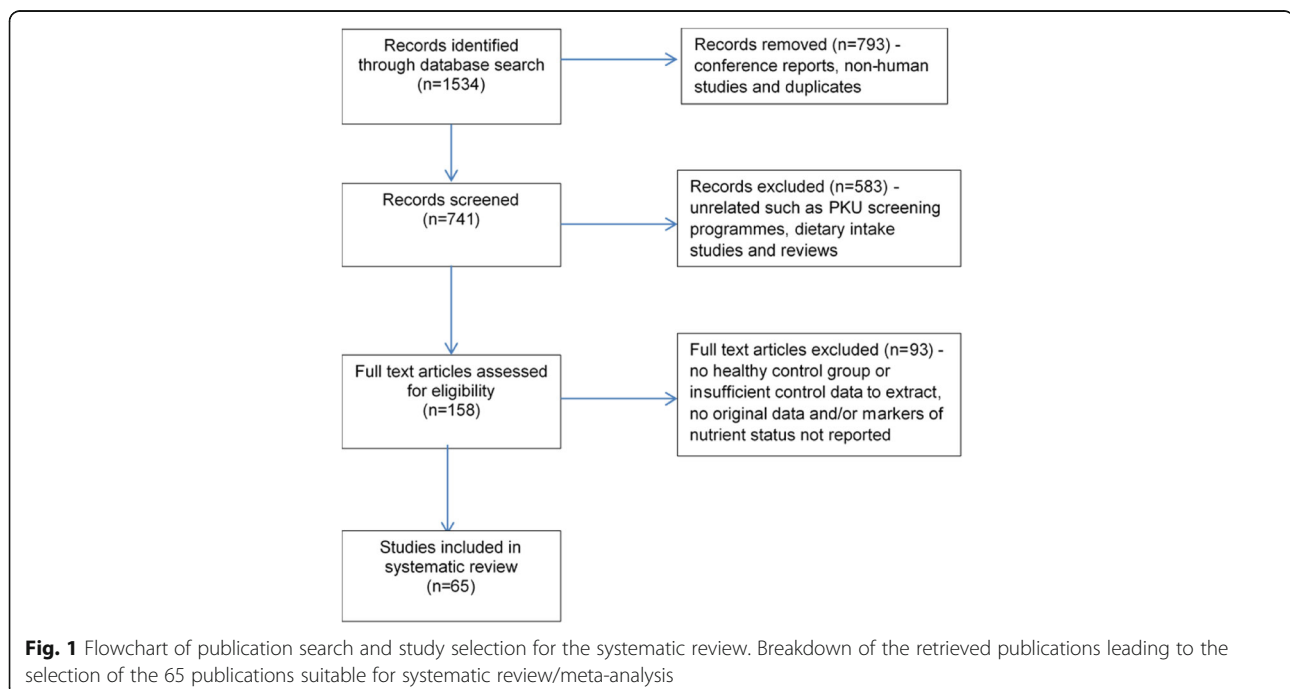 Records identified
through database search
(n=1534)
Records removed (n=793) -
conference reports, non-human
studies and duplicates
Records screened
(n=741)
Records excluded (n=583) -
unrelated such as PKU screening
programmes, dietary intake
studies and reviews
Full text articles assessed
for eligibility
(n=158)
Full text articles excluded (n=93) -
no healthy control group or
insufficient control data to extract,
no original data and/or markers of
nutrient status not reported
Studies included in
systematic review
(n=65)
Fig. 1 Flowchart of publication search and study selection for the systematic review. Breakdown of the retrieved publications leading to the
selection of the 65 publications suitable for systematic review/meta-analysis